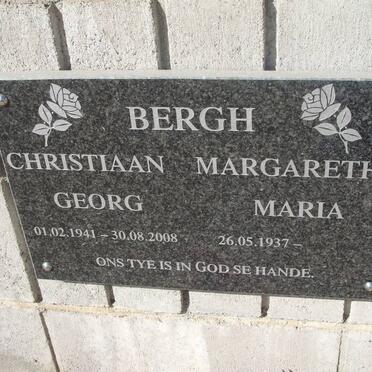 BERGH
CHRISTIAAN MARGARETH
GEORG MARIA
01.02.1941 – 30.08.2008 26.05.1937 –
ONS TYE IS IN GOD SE HANDE.